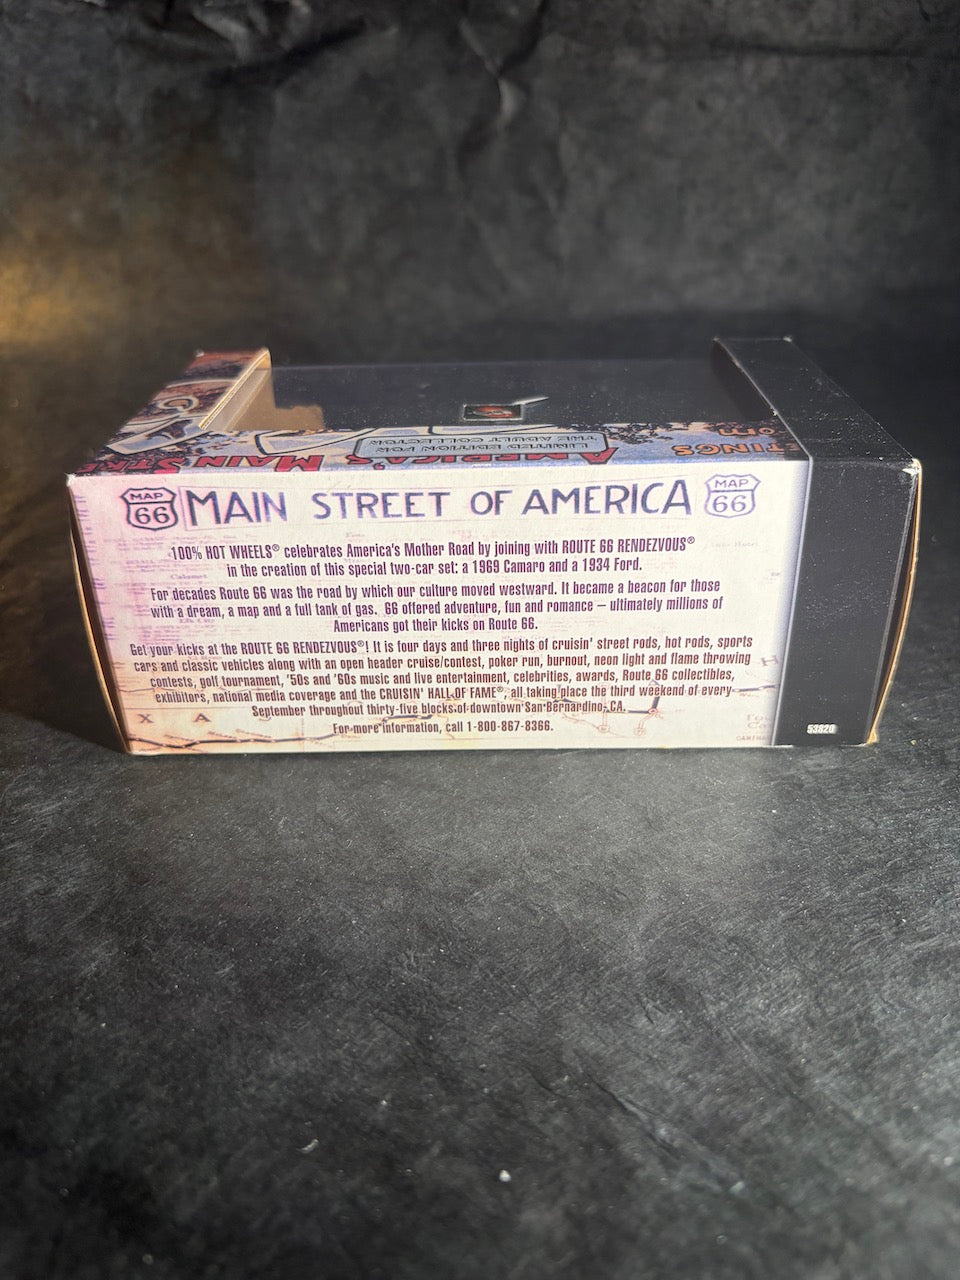 TINGS
OM
AMERICA'S MAIN STRE
LIMITED EDITION FOR
THE ADULT COLLECTOR
MAP 66 MAIN STREET OF AMERICA MAP 66
100% HOT WHEELS® celebrates America's Mother Road by joining with ROUTE 66 RENDEZVOUS®
in the creation of this special two-car set: a 1969 Camaro and a 1934 Ford.
For decades Route 66 was the road by which our culture moved westward. It became a beacon for those
with a dream, a map and a full tank of gas. 66 offered adventure, fun and romance – ultimately millions of
Americans got their kicks on Route 66.
Get your kicks at the ROUTE 66 RENDEZVOUS®! It is four days and three nights of cruisin' street rods, hot rods, sports
cars and classic vehicles along with an open header cruise/contest, poker run, burnout, neon light and flame throwing
contests, golf tournament, '50s and '60s music and live entertainment, celebrities, awards, Route 66 collectibles,
exhibitors, national media coverage and the CRUISIN' HALL OF FAME®, all taking place the third weekend of every
September throughout thirty-five blocks of downtown San Bernardino, CA.
For more information, call 1-800-867-8366.
X A
53820